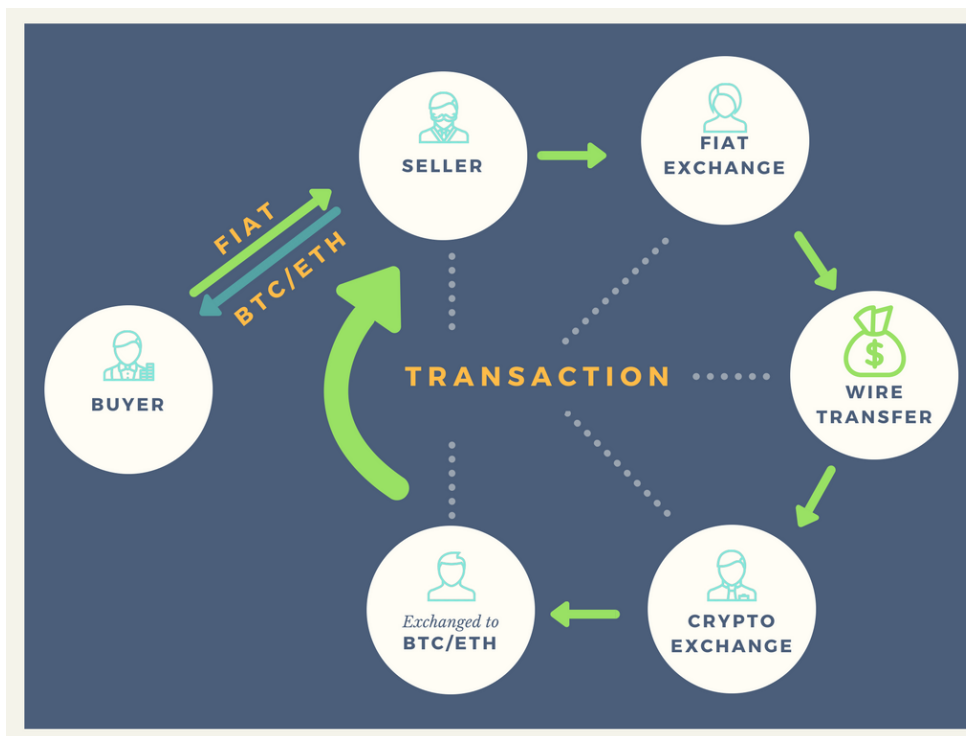 SELLER
FIAT
EXCHANGE
FIAT
BTC/ETH
BUYER
TRANSACTION
$
WIRE
TRANSFER
Exchanged to
BTC/ETH
CRYPTO
EXCHANGE